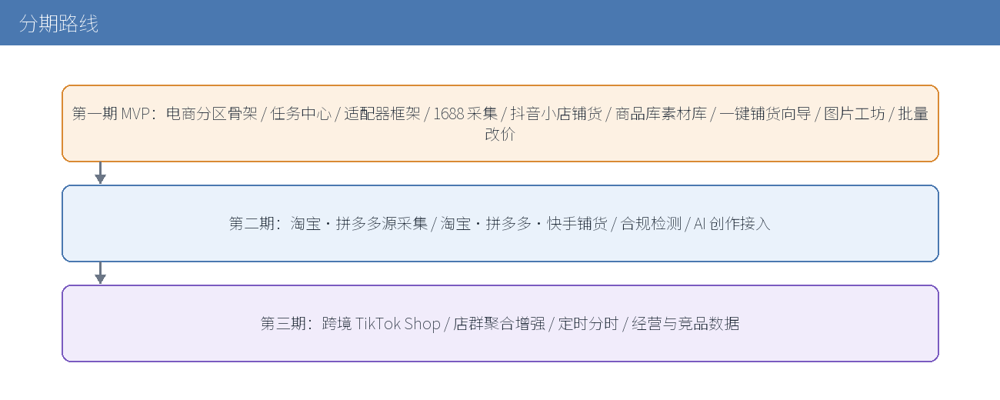 分期路线
第一期 MVP：电商分区骨架 / 任务中心 / 适配器框架 / 1688 采集 / 抖音小店铺货 / 商品库素材库 / 一键铺货向导 / 图片工坊 / 批量
改价
第二期：淘宝・拼多多源采集 / 淘宝・拼多多・快手铺货 / 合规检测 / AI 创作接入
第三期：跨境 TikTok Shop / 店群聚合增强 / 定时分时 / 经营与竞品数据